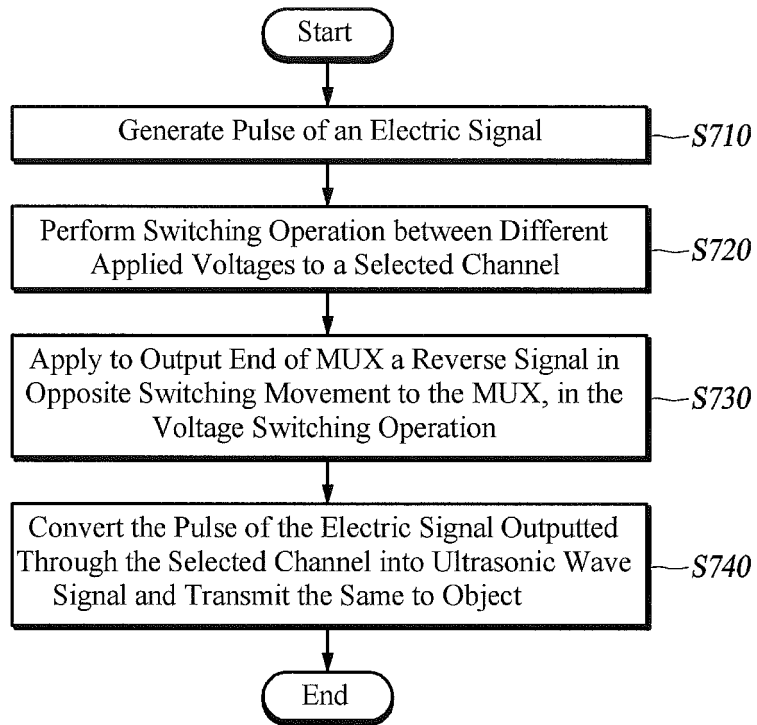 Start
Generate Pulse of an Electric Signal
S710
Perform Switching Operation between Different
Applied Voltages to a Selected Channel
S720
Apply to Output End of MUX a Reverse Signal in
Opposite Switching Movement to the MUX, in the
Voltage Switching Operation
S730
Convert the Pulse of the Electric Signal Outputted
Through the Selected Channel into Ultrasonic Wave
Signal and Transmit the Same to Object
S740
End